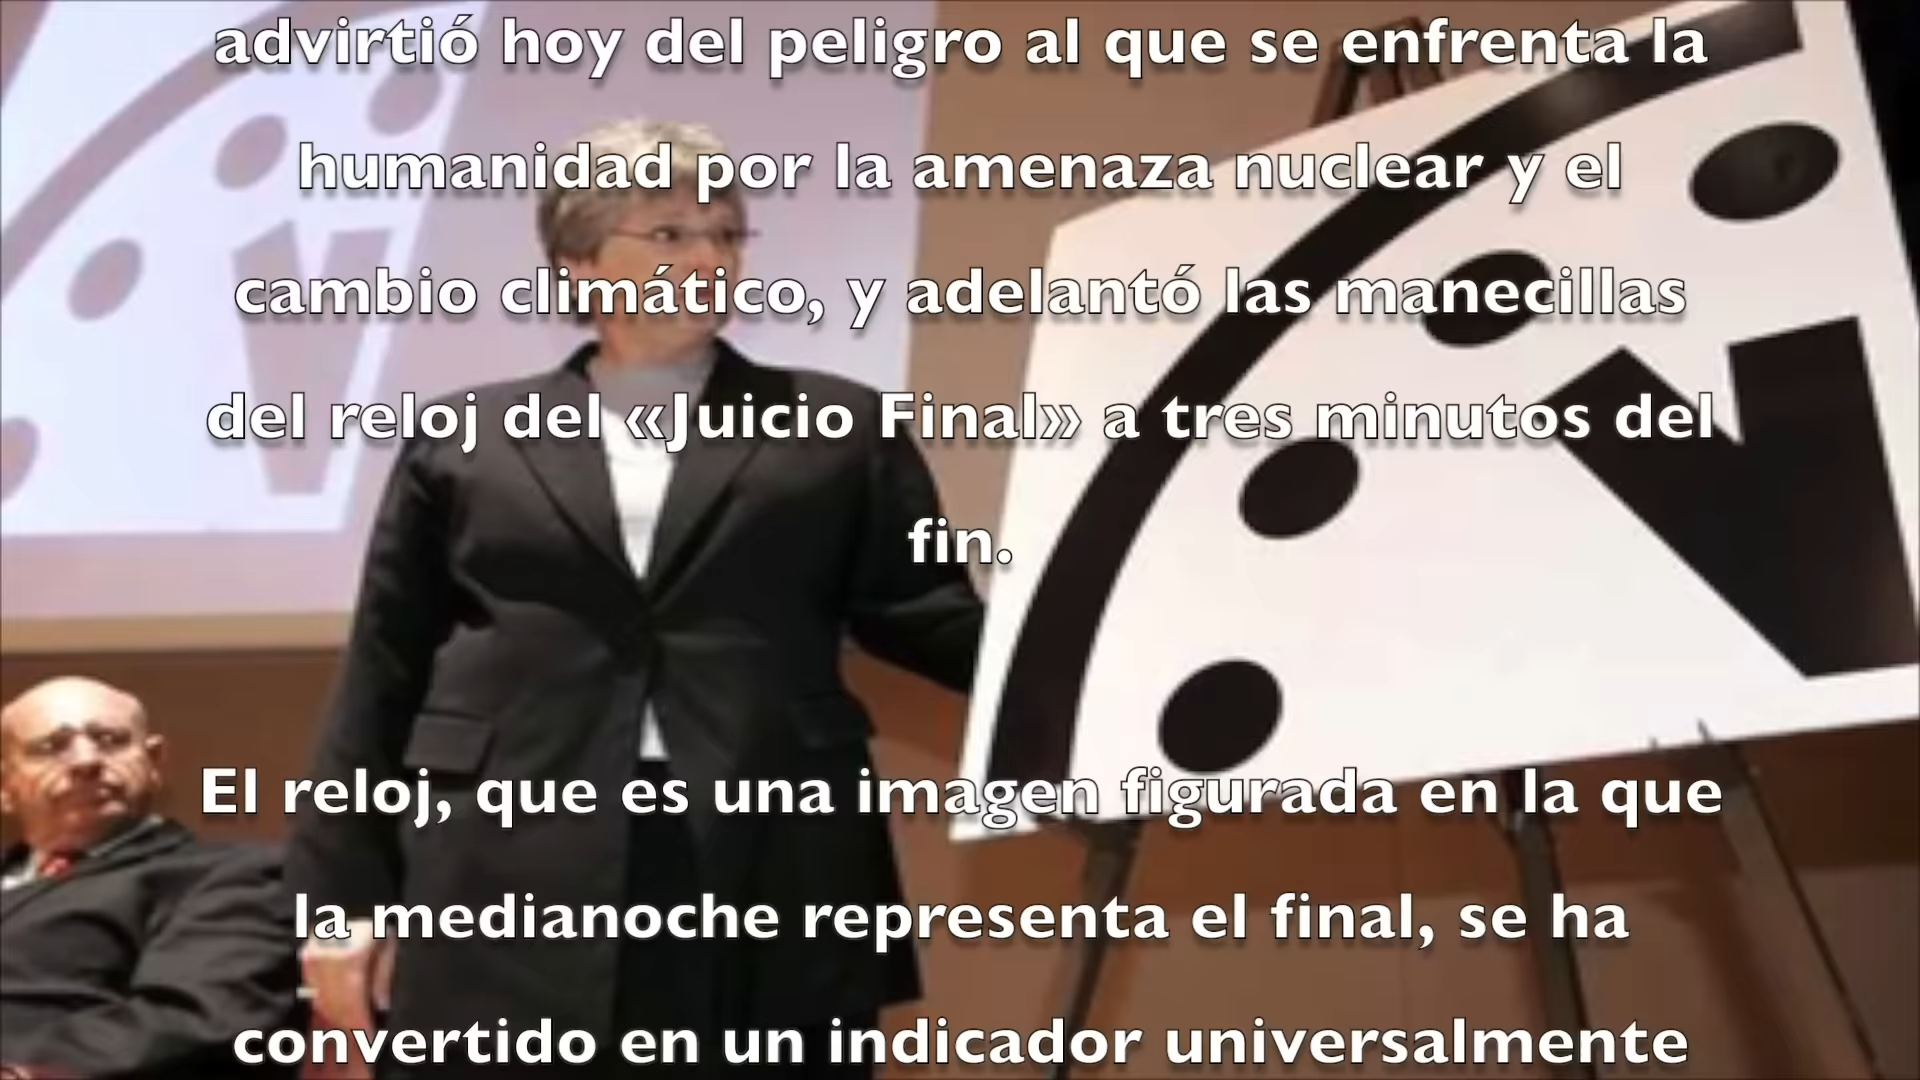 advirtió hoy del peligro al que se enfrenta la
humanidad por la amenaza nuclear y el
cambio climático, y adelantó las manecillas
del reloj del «Juicio Final» a tres minutos del
fin.
El reloj, que es una imagen figurada en la que
la medianoche representa el final, se ha
convertido en un indicador universalmente